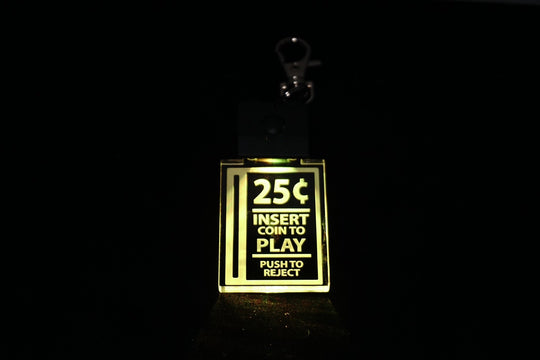 25¢
INSERT
COIN TO
PLAY
PUSH TO
REJECT